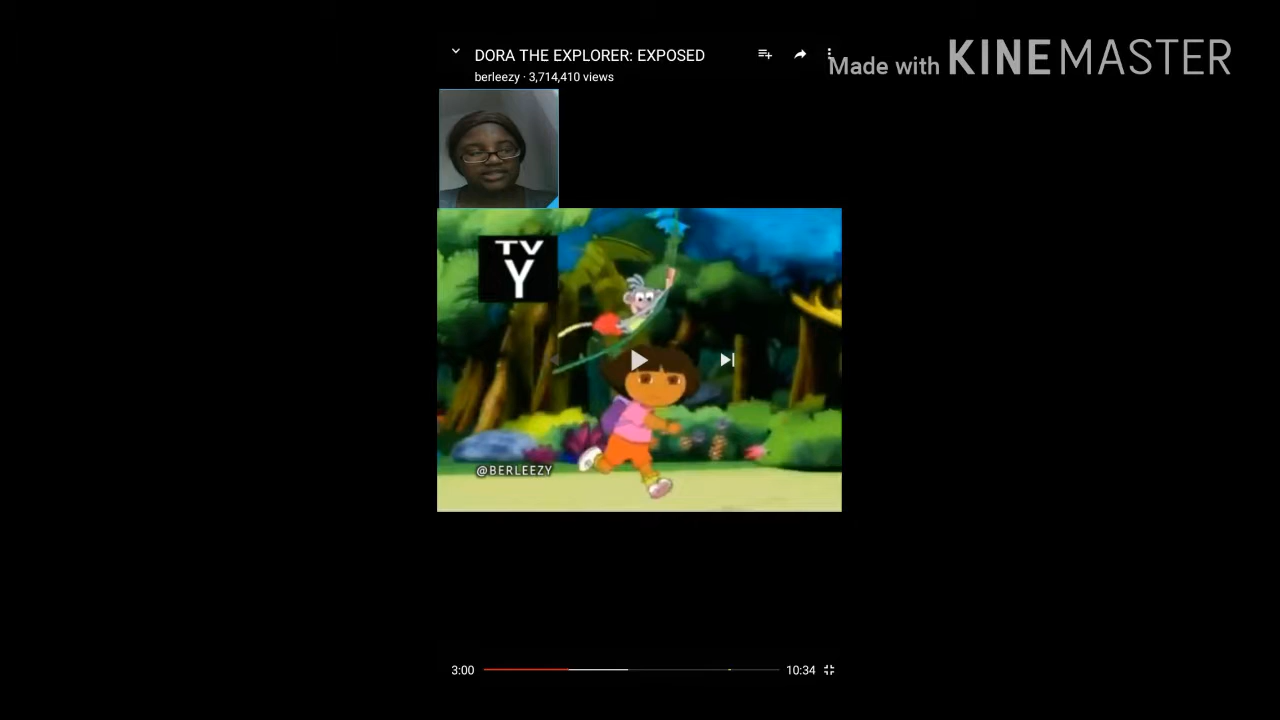 DORA THE EXPLORER: EXPOSED
berleezy · 3,714,410 views
Made with KINEMASTER
TV
Y
@BERLEEZY
3:00
10:34